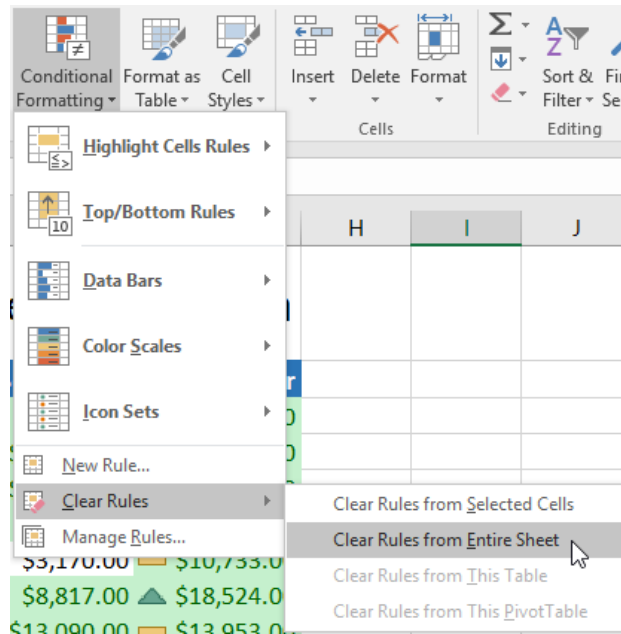 Conditional Format as Cell Insert Delete Format Sort &
Formatting Table Styles Filter
Cells Editing
Highlight Cells Rules
Top/Bottom Rules
H I J
Data Bars
Color Scales
Icon Sets
New Rule...
Clear Rules
Clear Rules from Selected Cells
Manage Rules...
Clear Rules from Entire Sheet
$3,170.00
Clear Rules from This Table
$8,817.00 $18,524.0
Clear Rules from This PivotTable